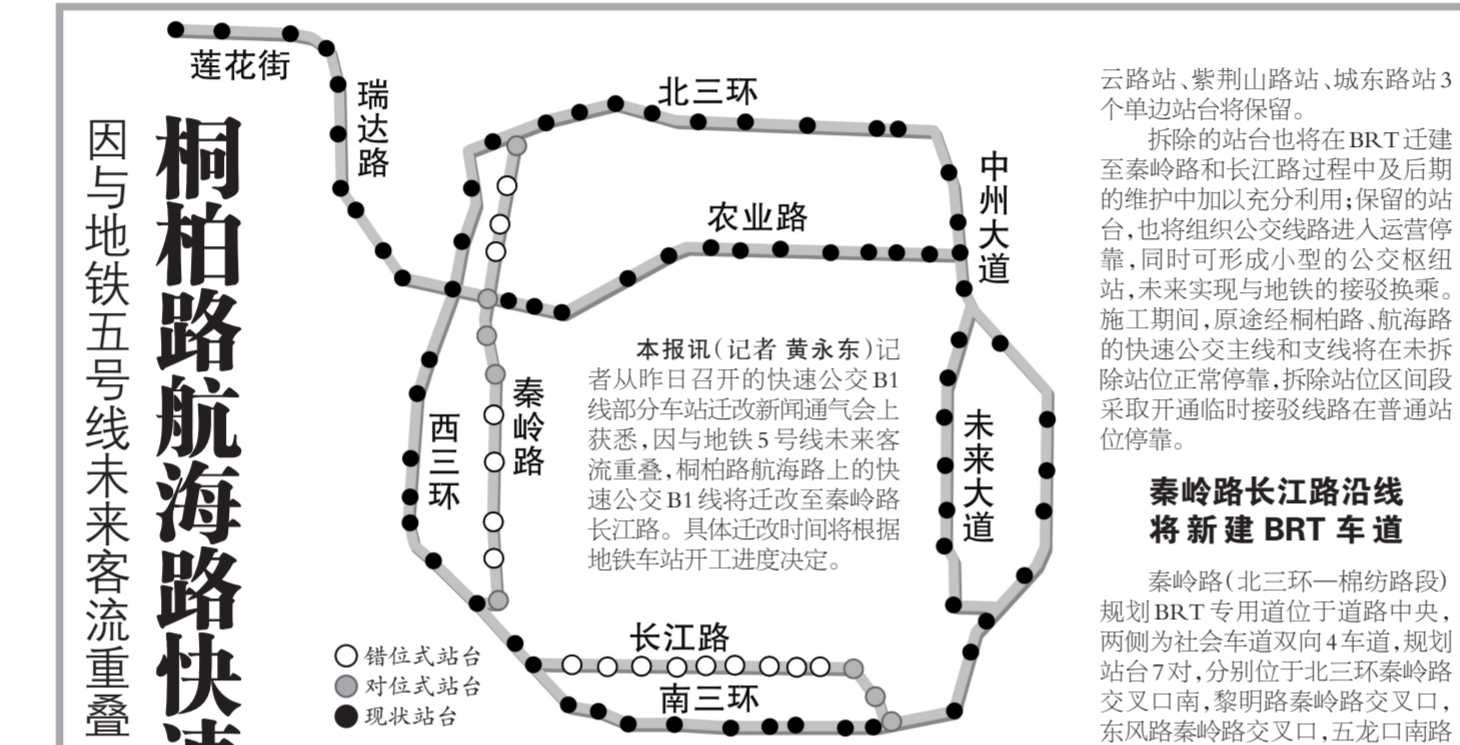 因与地铁五号线未来客流重叠
桐柏路航海路快速
莲花街
瑞达路
北三环
中州大道
农业路
秦岭路
西三环
未来大道
长江路
南三环
错位式站台
对位式站台
现状站台
本报讯(记者 黄永东)记
者从昨日召开的快速公交B1
线部分车站迁改新闻通气会上
获悉,因与地铁5号线未来客
流重叠,桐柏路航海路上的快
速公交B1线将迁改至秦岭路
长江路。具体迁改时间将根据
地铁车站开工进度决定。
云路站、紫荆山路站、城东路站3
个单边站台将保留。
拆除的站台也将在BRT迁建
至秦岭路和长江路过程中及后期
的维护中加以充分利用;保留的站
台,也将组织公交线路进入运营停
靠,同时可形成小型的公交枢纽
站,未来实现与地铁的接驳换乘。
施工期间,原途经桐柏路、航海路
的快速公交主线和支线将在未拆
除站位正常停靠,拆除站位区间段
采取开通临时接驳线路在普通站
位停靠。
秦岭路长江路沿线
将新建BRT车道
秦岭路(北三环—棉纺路段)
规划BRT专用道位于道路中央,
两侧为社会车道双向4车道,规划
站台7对,分别位于北三环秦岭路
交叉口南,黎明路秦岭路交叉口,
东风路秦岭路交叉口,五龙口南路